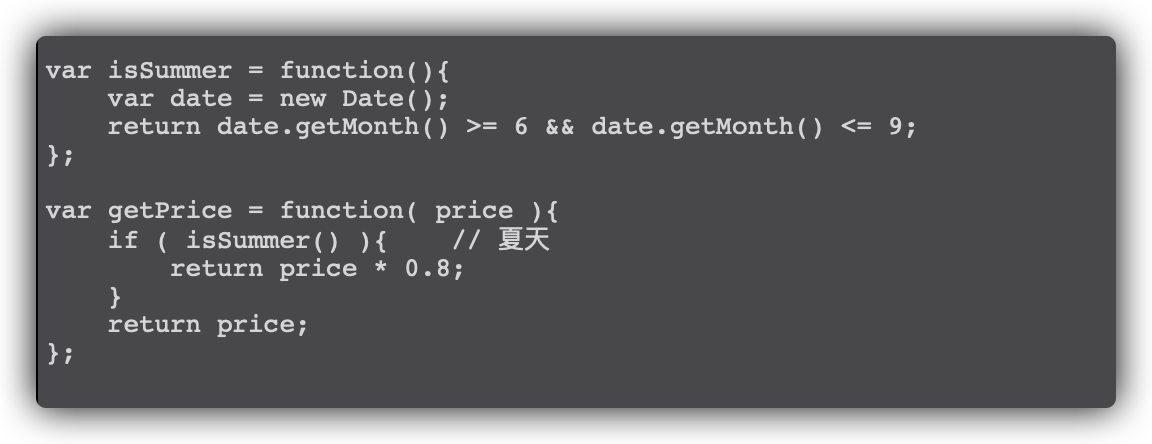 var isSummer = function(){
    var date = new Date();
    return date.getMonth() >= 6 && date.getMonth() <= 9;
};

var getPrice = function( price ){
    if ( isSummer() ){    // 夏天
        return price * 0.8;
    }
    return price;
};